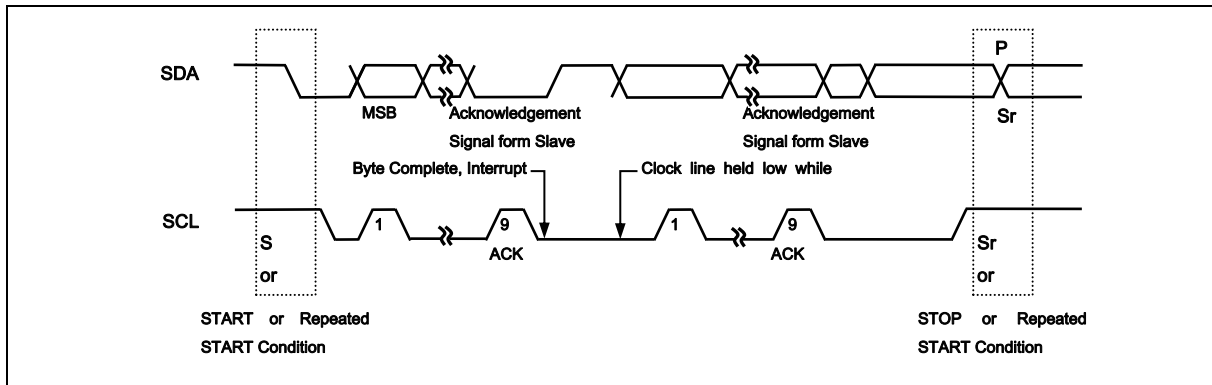 P
SDA
MSB
Acknowledgement
Signal form Slave
Acknowledgement
Signal form Slave
Sr
Byte Complete, Interrupt
Clock line held low while
SCL
1
9
1
9
ACK
ACK
S
or
Sr
or
START or Repeated
START Condition
STOP or Repeated
START Condition